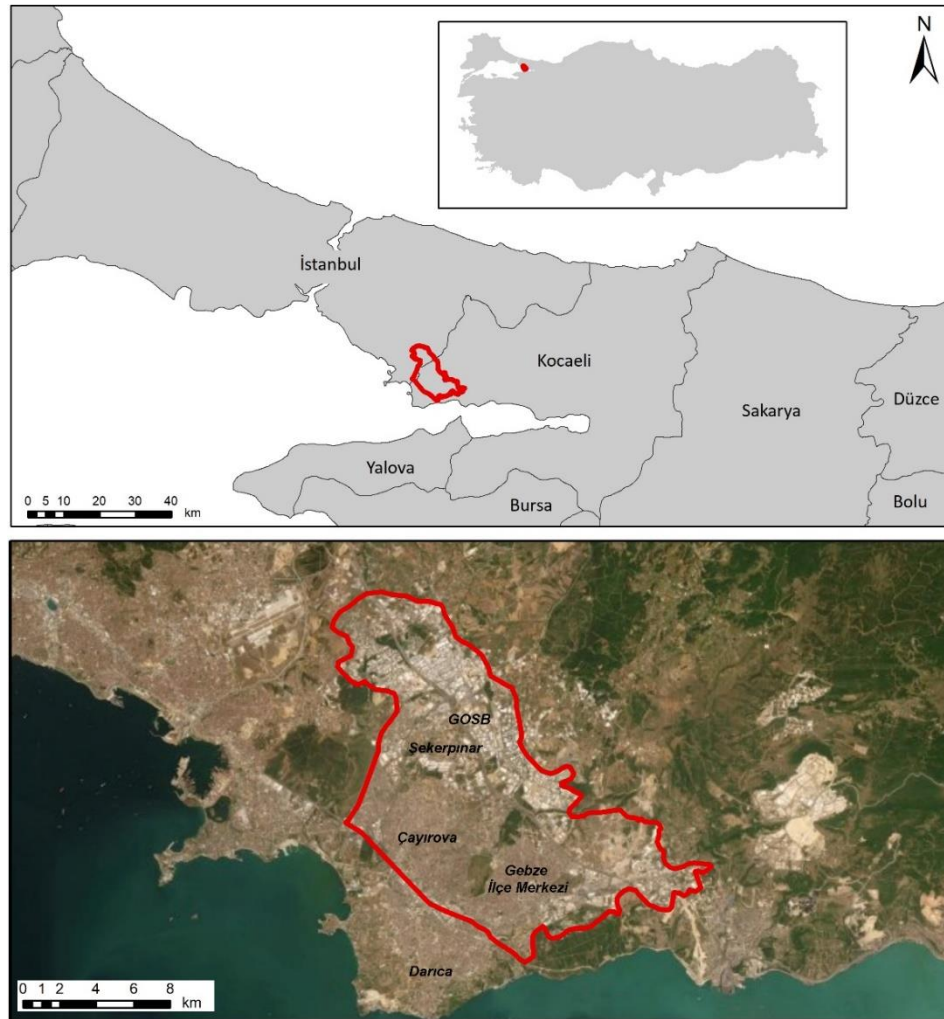 N
İstanbul
Kocaeli
Sakarya
Düzce
Yalova
Bursa
Bolu
0 5 10 20 30 40
km
GOSB
Şekerpınar
Çayırova
Gebze
İlçe Merkezi
Darıca
0 1 2 4 6 8
km